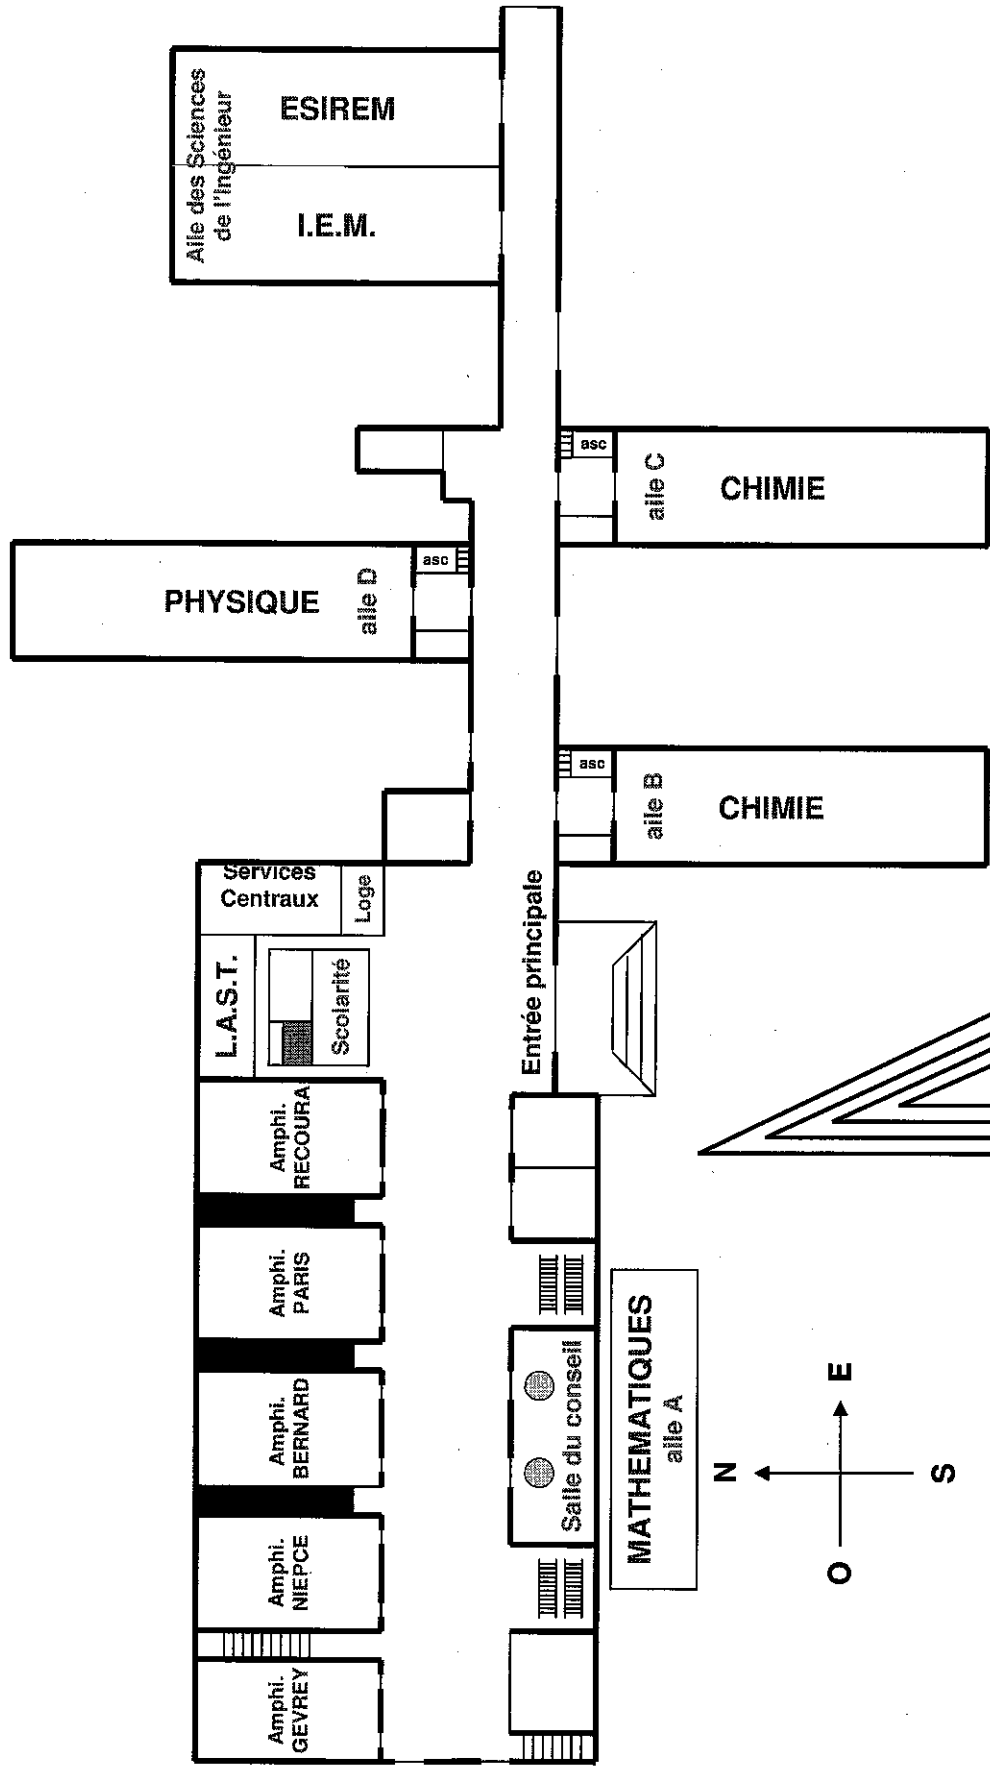 Aile des Sciences
de l'Ingénieur
ESIREM
I.E.M.
PHYSIQUE
aile D
asc
asc
aile C
CHIMIE
asc
aile B
CHIMIE
Services
Centraux
Loge
L.A.S.T.
Scolarité
Entrée principale
Amphi.
RECOURA
Amphi.
PARIS
Amphi.
BERNARD
Amphi.
NIEPCE
Amphi.
GEVREY
Salle du conseil
MATHEMATIQUES
aile A
N
E
O
S